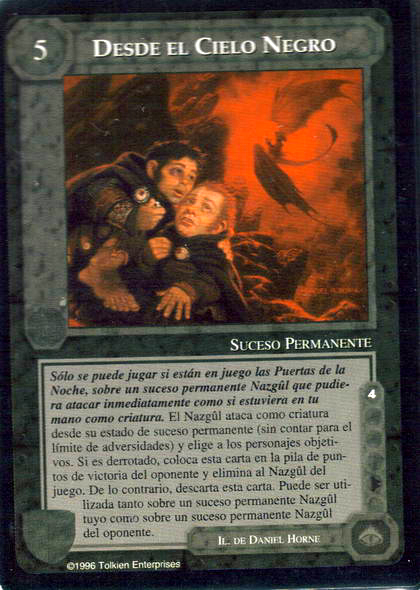 5
DESDE EL CIELO NEGRO
SUCESO PERMANENTE
Sólo se puede jugar si están en juego las Puertas de la
Noche, sobre un suceso permanente Nazgûl que pudie-
ra atacar inmediatamente como si estuviera en tu
mano como criatura. El Nazgûl ataca como criatura
desde su estado de suceso permanente (sin contar para el
límite de adversidades) y elige a los personajes objeti-
vos. Si es derrotado, coloca esta carta en la pila de pun-
tos de victoria del oponente y elimina al Nazgûl del
juego. De lo contrario, descarta esta carta. Puede ser uti-
lizada tanto sobre un suceso permanente Nazgûl
tuyo como sobre un suceso permanente Nazgûl
del oponente.
4
IL. DE DANIEL HORNE
©1996 Tolkien Enterprises